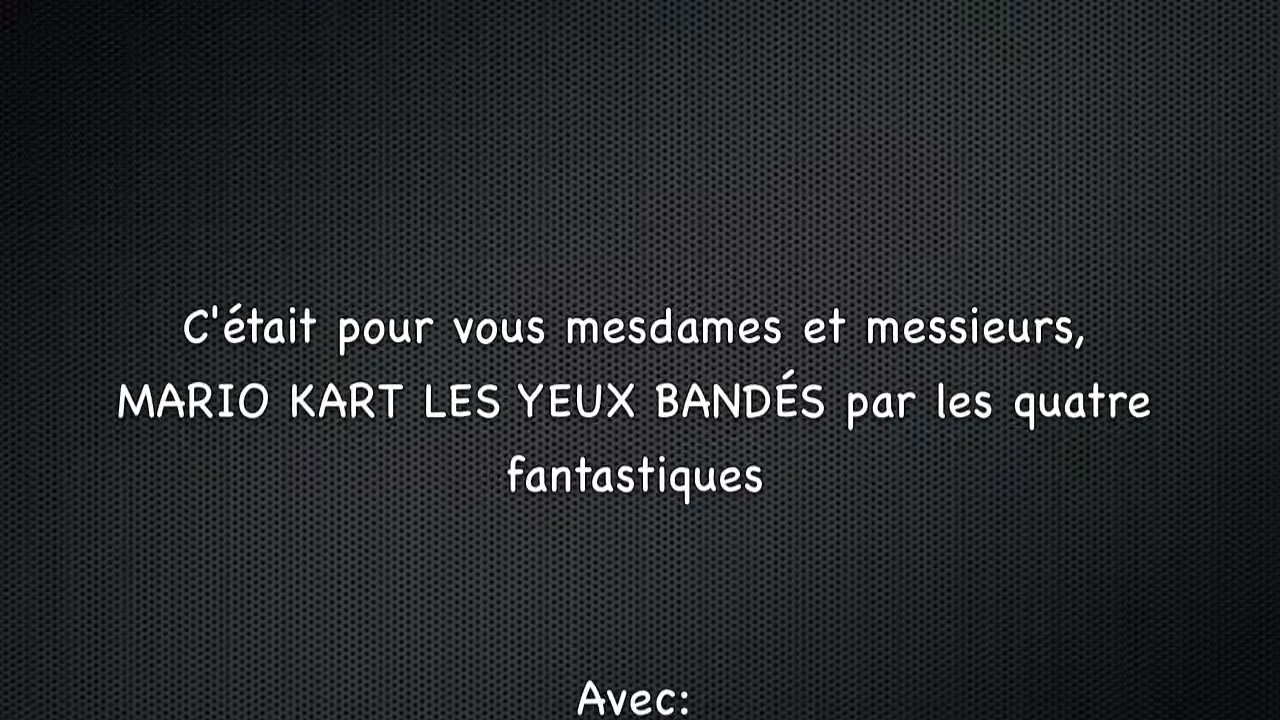 C'était pour vous mesdames et messieurs,
MARIO KART LES YEUX BANDÉS par les quatre
fantastiques
Avec: